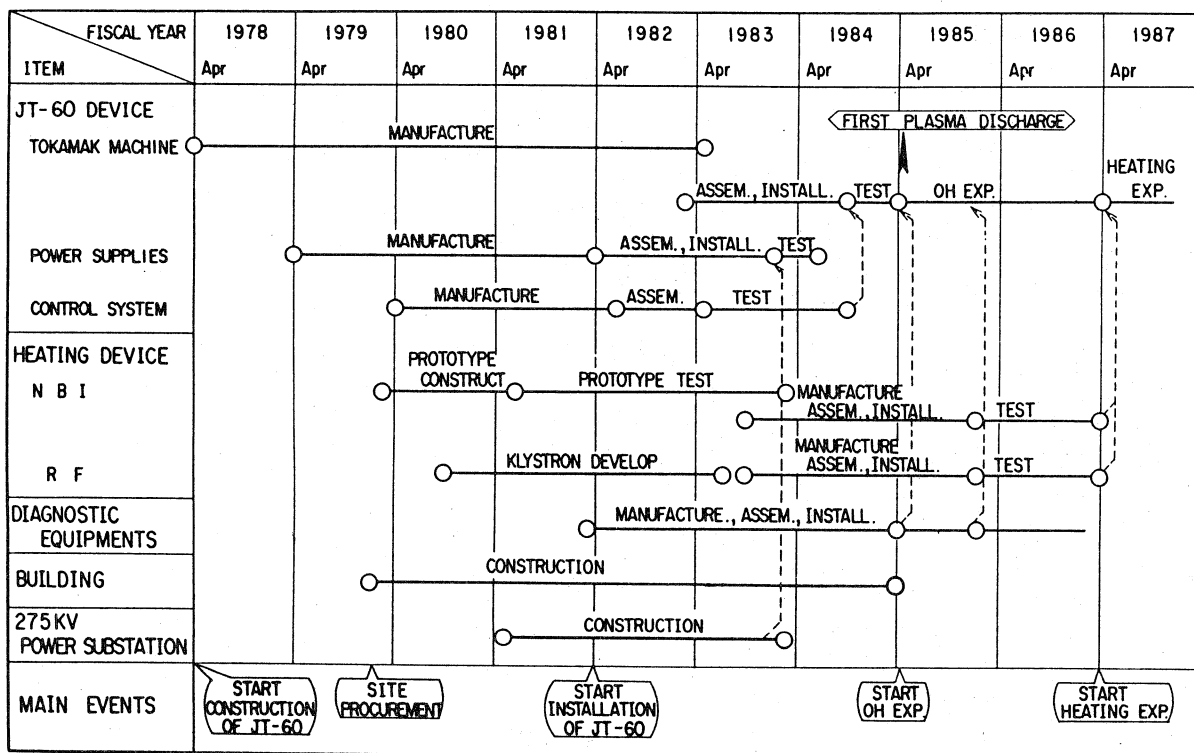 FISCAL YEAR 1978 1979 1980 1981 1982 1983 1984 1985 1986 1987
ITEM Apr Apr Apr Apr Apr Apr Apr Apr Apr Apr
JT-60 DEVICE
FIRST PLASMA DISCHARGE
TOKAMAK MACHINE MANUFACTURE
HEATING
EXP.
ASSEM., INSTALL. TEST OH EXP.
POWER SUPPLIES MANUFACTURE ASSEM., INSTALL. TEST
CONTROL SYSTEM MANUFACTURE ASSEM. TEST
HEATING DEVICE
PROTOTYPE
CONSTRUCT
N B I PROTOTYPE TEST MANUFACTURE
ASSEM., INSTALL. TEST
MANUFACTURE
R F KLYSTRON DEVELOP ASSEM., INSTALL. TEST
DIAGNOSTIC
EQUIPMENTS MANUFACTURE., ASSEM., INSTALL.
BUILDING CONSTRUCTION
275KV
POWER SUBSTATION CONSTRUCTION
MAIN EVENTS
START
CONSTRUCTION
OF JT-60
SITE
PROCUREMENT
START
INSTALLATION
OF JT-60
START
OH EXP.
START
HEATING EXP.